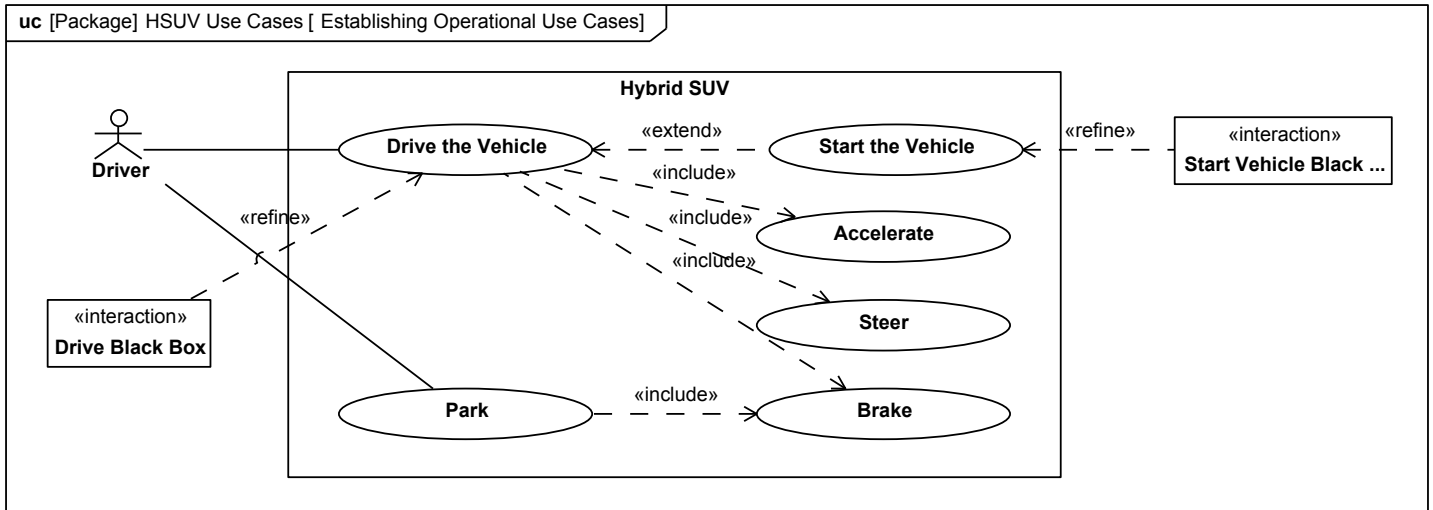 uc [Package] HSUV Use Cases [ Establishing Operational Use Cases]
Hybrid SUV
Driver
Drive the Vehicle
«extend»
Start the Vehicle
«refine»
«interaction»
Start Vehicle Black ...
«include»
Accelerate
«refine»
«include»
«include»
Steer
«interaction»
Drive Black Box
Park
«include»
Brake